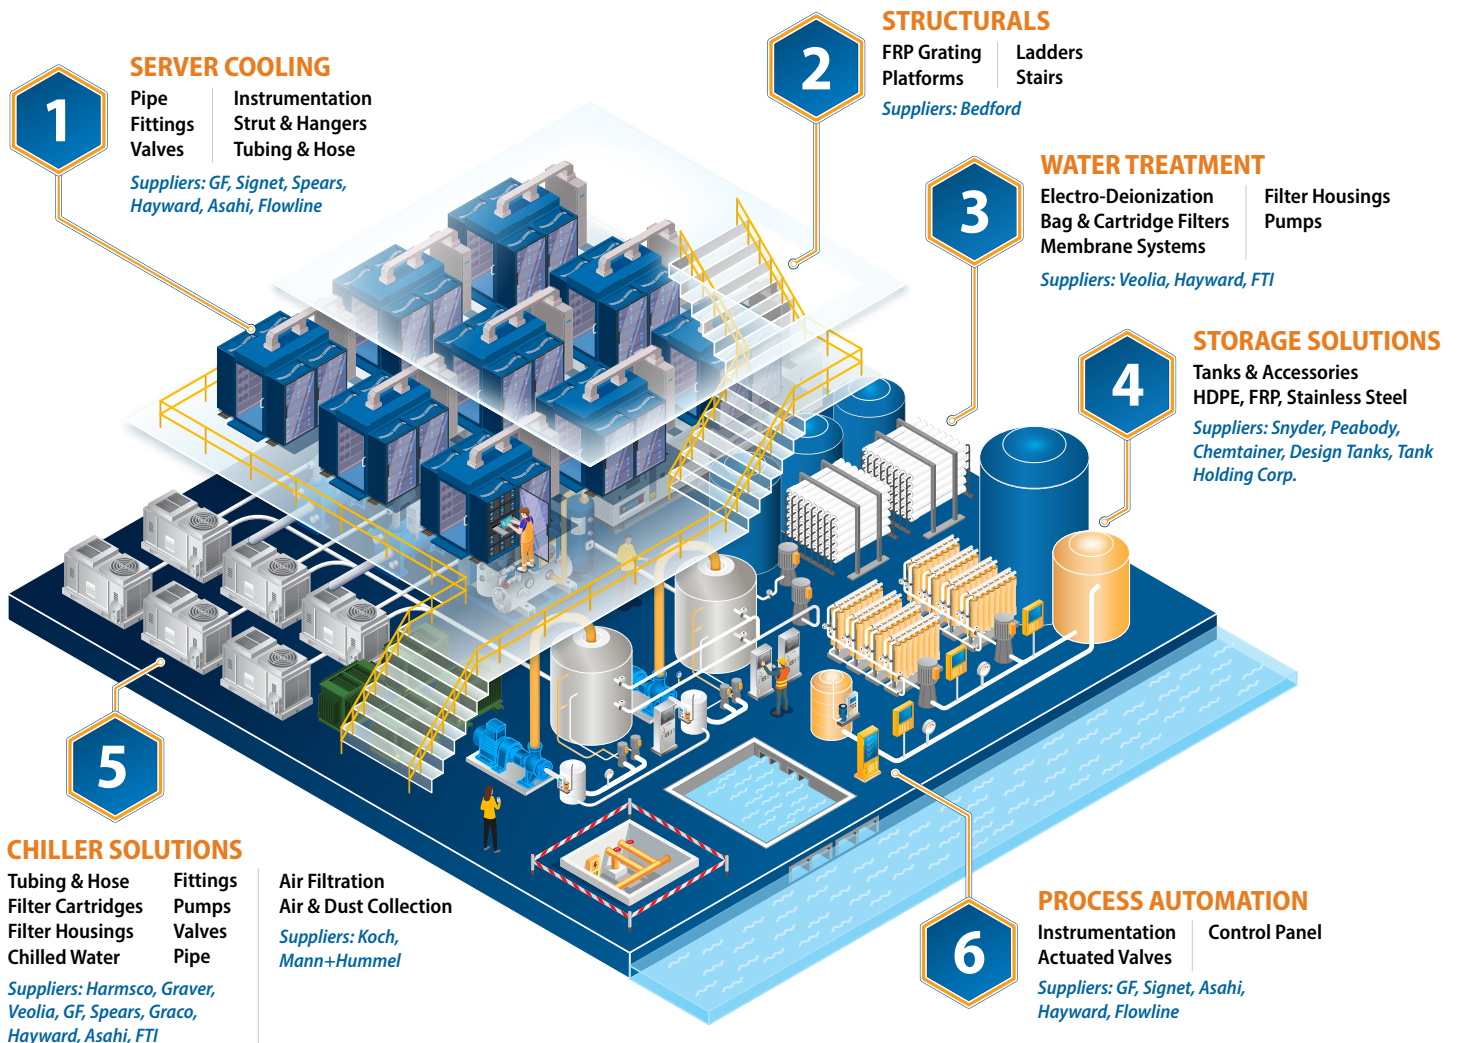 1
SERVER COOLING
Pipe
Fittings
Valves
Instrumentation
Strut & Hangers
Tubing & Hose
Suppliers: GF, Signet, Spears,
Hayward, Asahi, Flowline
2
STRUCTURALS
FRP Grating
Platforms
Ladders
Stairs
Suppliers: Bedford
3
WATER TREATMENT
Electro-Deionization
Bag & Cartridge Filters
Membrane Systems
Filter Housings
Pumps
Suppliers: Veolia, Hayward, FTI
4
STORAGE SOLUTIONS
Tanks & Accessories
HDPE, FRP, Stainless Steel
Suppliers: Snyder, Peabody,
Chemtainer, Design Tanks, Tank
Holding Corp.
5
CHILLER SOLUTIONS
Tubing & Hose
Filter Cartridges
Filter Housings
Chilled Water
Fittings
Pumps
Valves
Pipe
Suppliers: Harmsco, Graver,
Veolia, GF, Spears, Graco,
Hayward, Asahi, FTI
Air Filtration
Air & Dust Collection
Suppliers: Koch,
Mann+Hummel
6
PROCESS AUTOMATION
Instrumentation
Actuated Valves
Control Panel
Suppliers: GF, Signet, Asahi,
Hayward, Flowline